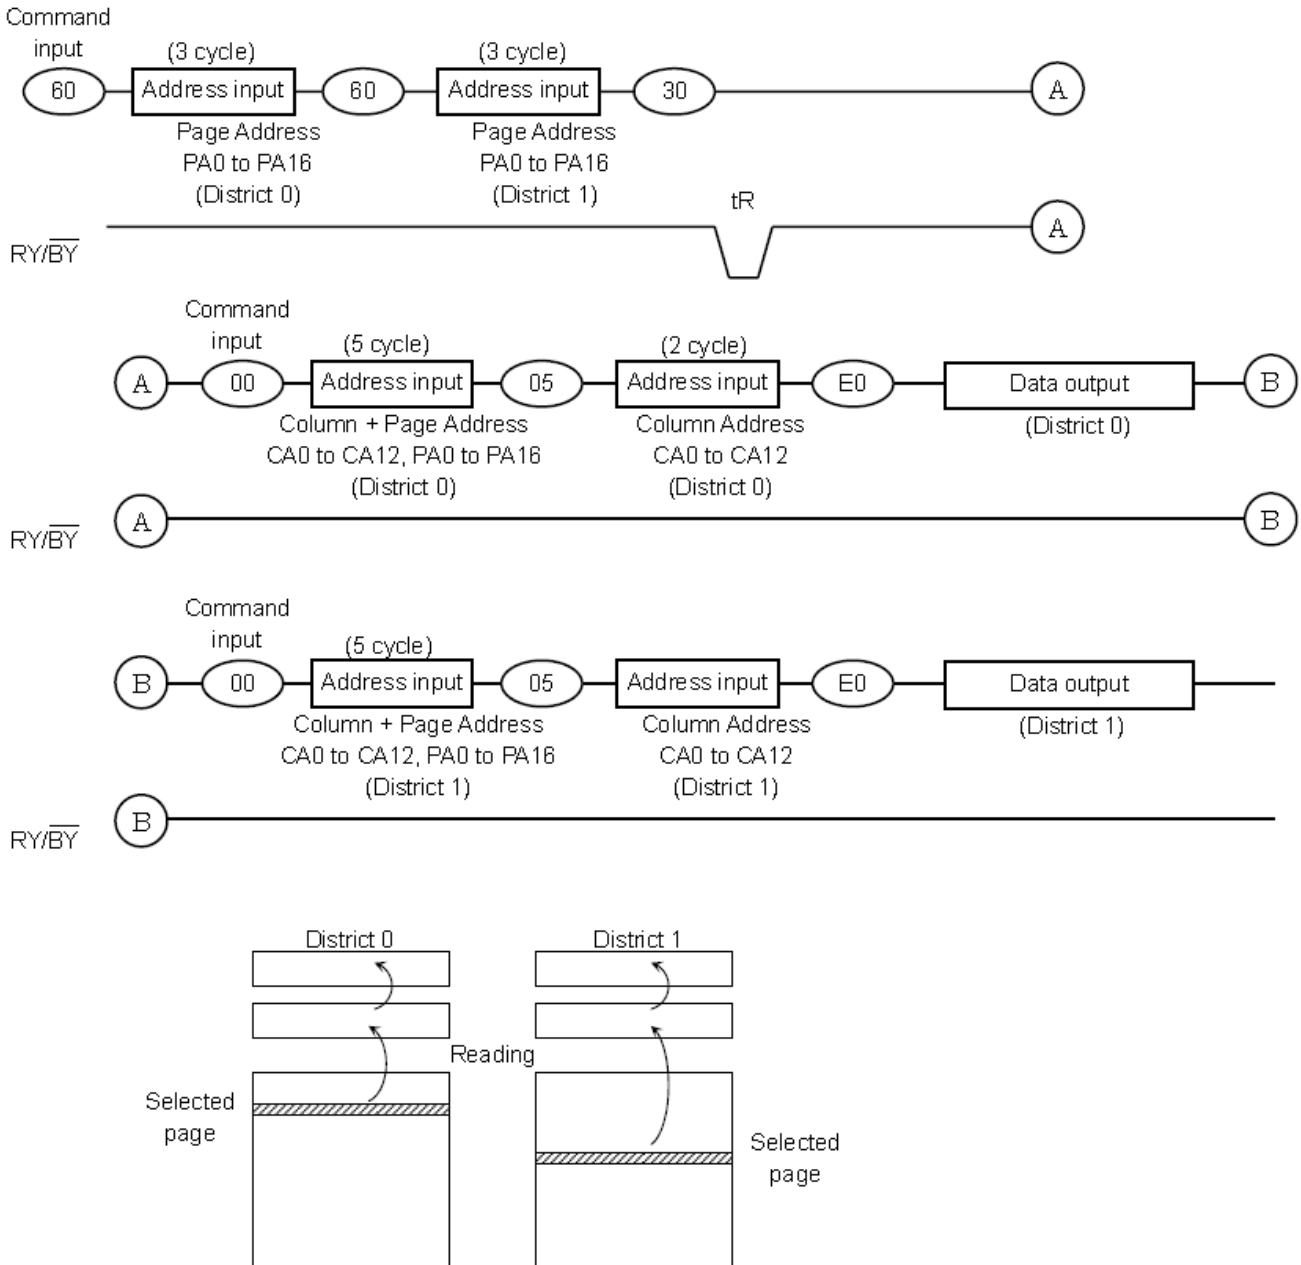 Command
input
(3 cycle)
(3 cycle)
60
Address input
60
Address input
30
A
Page Address
PA0 to PA16
(District 0)
Page Address
PA0 to PA16
(District 1)
tR
A
RY/B̅Y̅
Command
input
(5 cycle)
(2 cycle)
A
00
Address input
05
Address input
E0
Data output
B
Column + Page Address
CA0 to CA12, PA0 to PA16
(District 0)
Column Address
CA0 to CA12
(District 0)
(District 0)
A
B
RY/B̅Y̅
Command
input
(5 cycle)
B
00
Address input
05
Address input
E0
Data output
Column + Page Address
CA0 to CA12, PA0 to PA16
(District 1)
Column Address
CA0 to CA12
(District 1)
(District 1)
B
RY/B̅Y̅
District 0
District 1
Reading
Selected
page
Selected
page